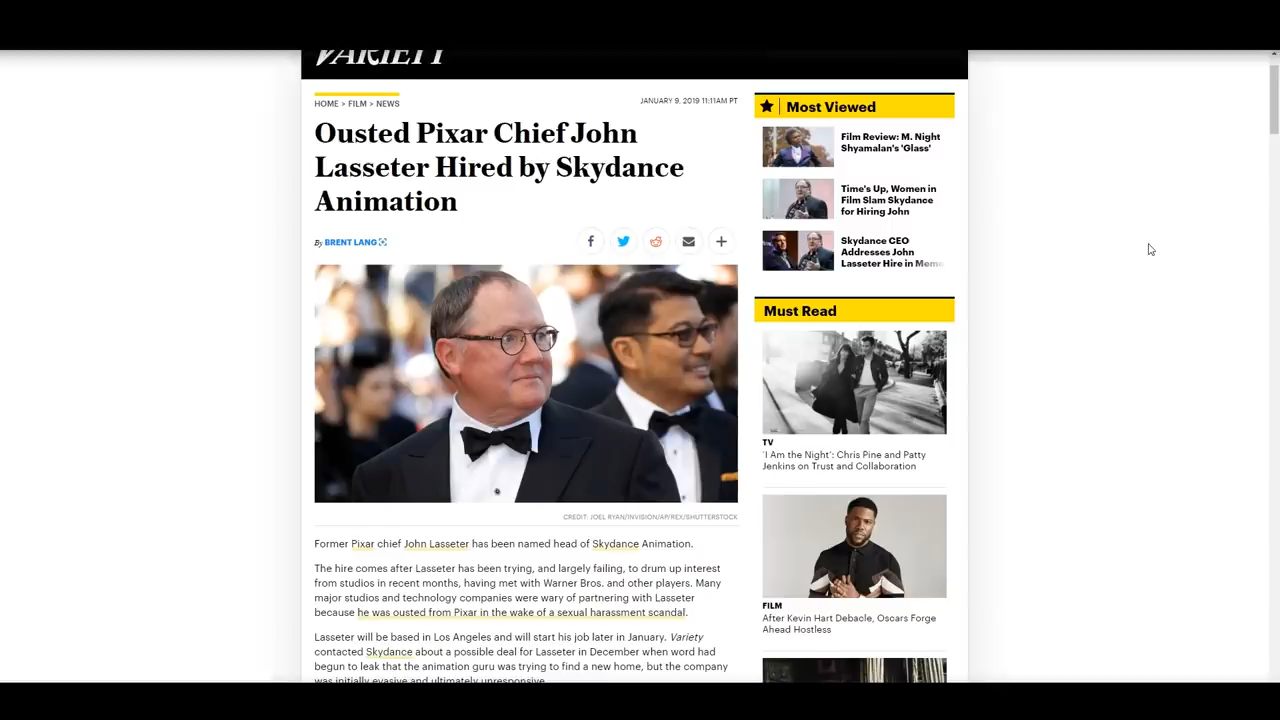 VARIETY
HOME > FILM > NEWS
JANUARY 9, 2019 11:11AM PT
Ousted Pixar Chief John
Lasseter Hired by Skydance
Animation
By BRENT LANG
CREDIT: JOEL RYAN/INVISION/AP/REX/SHUTTERSTOCK
Former Pixar chief John Lasseter has been named head of Skydance Animation.
The hire comes after Lasseter has been trying, and largely failing, to drum up interest
from studios in recent months, having met with Warner Bros. and other players. Many
major studios and technology companies were wary of partnering with Lasseter
because he was ousted from Pixar in the wake of a sexual harassment scandal.
Lasseter will be based in Los Angeles and will start his job later in January. Variety
contacted Skydance about a possible deal for Lasseter in December when word had
begun to leak that the animation guru was trying to find a new home, but the company
was initially evasive and ultimately unresponsive.
Most Viewed
Film Review: M. Night
Shyamalan's 'Glass'
Time's Up, Women in
Film Slam Skydance
for Hiring John
Skydance CEO
Addresses John
Lasseter Hire in Memo
Must Read
TV
'I Am the Night': Chris Pine and Patty
Jenkins on Trust and Collaboration
FILM
After Kevin Hart Debacle, Oscars Forge
Ahead Hostless